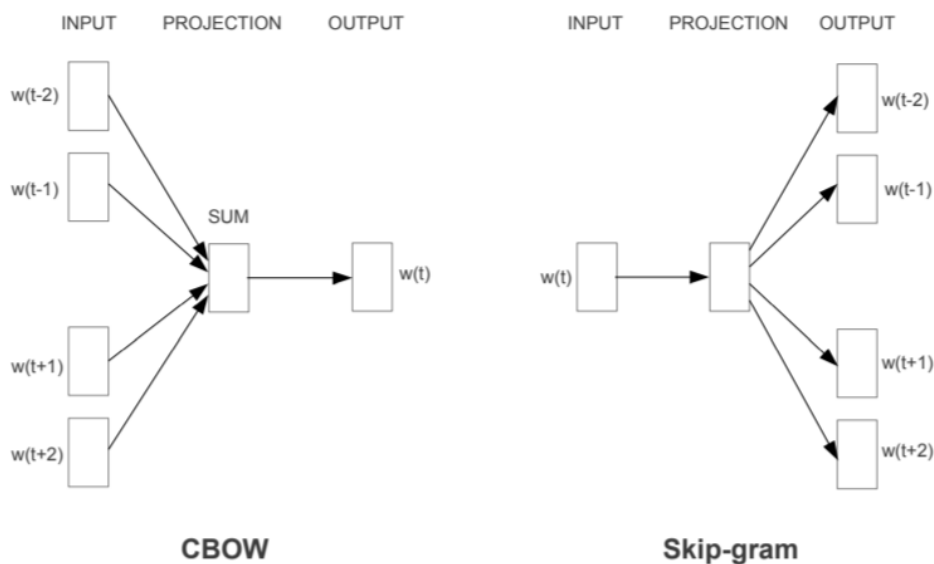 INPUT PROJECTION OUTPUT
w(t-2)
w(t-1)
SUM
w(t)
w(t+1)
w(t+2)
CBOW
INPUT PROJECTION OUTPUT
w(t-2)
w(t-1)
w(t)
w(t+1)
w(t+2)
Skip-gram